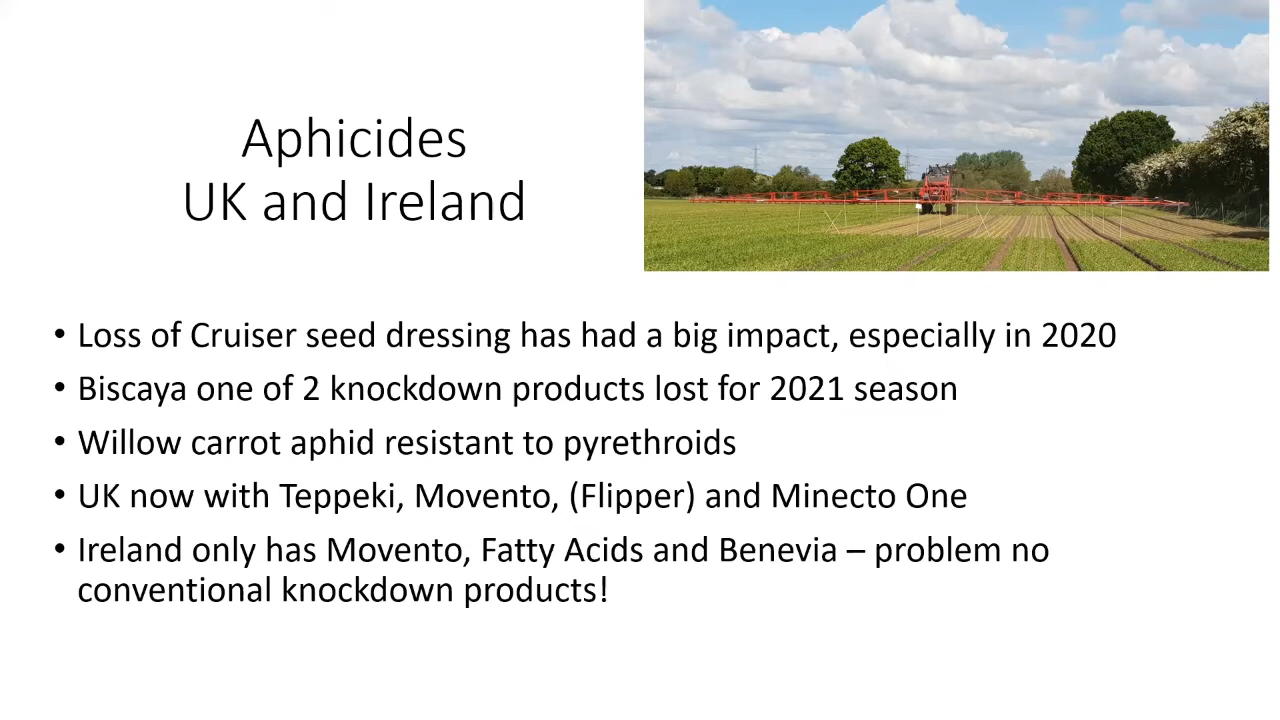 Aphicides
UK and Ireland
• Loss of Cruiser seed dressing has had a big impact, especially in 2020
• Biscaya one of 2 knockdown products lost for 2021 season
• Willow carrot aphid resistant to pyrethroids
• UK now with Teppeki, Movento, (Flipper) and Minecto One
• Ireland only has Movento, Fatty Acids and Benevia – problem no
conventional knockdown products!